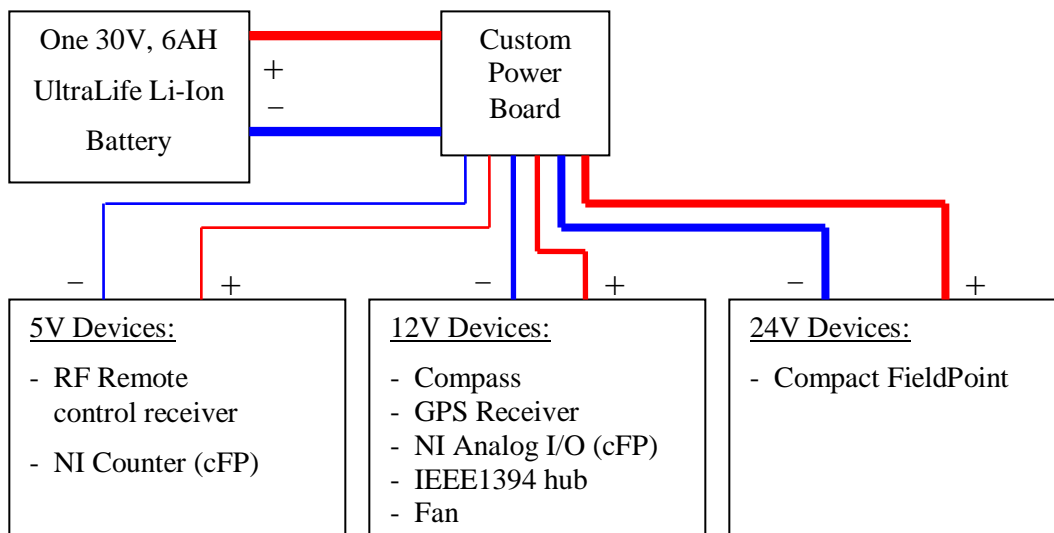 One 30V, 6AH
UltraLife Li-Ion
Battery
+
−
Custom
Power
Board
− +
− +
− +
5V Devices:
- RF Remote
control receiver
- NI Counter (cFP)
12V Devices:
- Compass
- GPS Receiver
- NI Analog I/O (cFP)
- IEEE1394 hub
- Fan
24V Devices:
- Compact FieldPoint